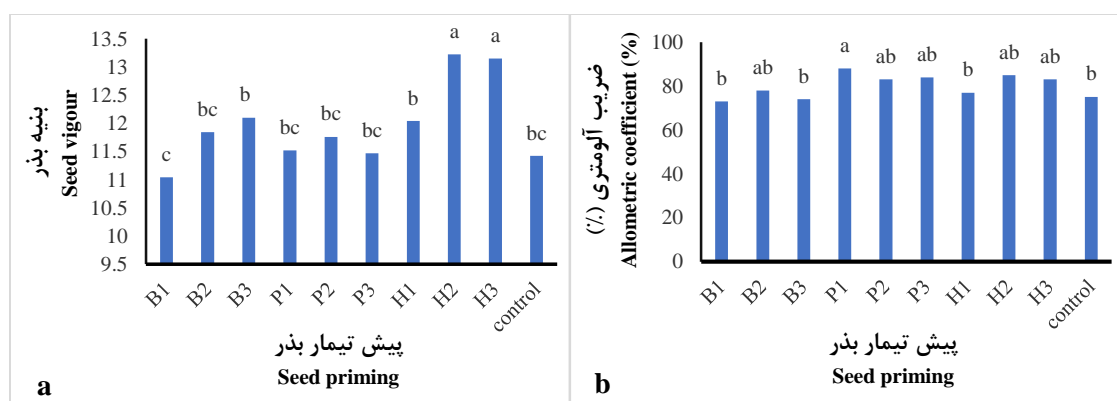 بنیه بذر
Seed vigour
13.5
13
12.5
12
11.5
11
10.5
10
9.5
c
bc
b
bc
bc
bc
b
a
a
bc
B1
B2
B3
P1
P2
P3
H1
H2
H3
control
پیش تیمار بذر
Seed priming
a
ضریب آلومتری (٪)
Allometric coefficient (%)
100
80
60
40
20
0
b
ab
b
a
ab
ab
b
ab
ab
b
B1
B2
B3
P1
P2
P3
H1
H2
H3
control
پیش تیمار بذر
Seed priming
b